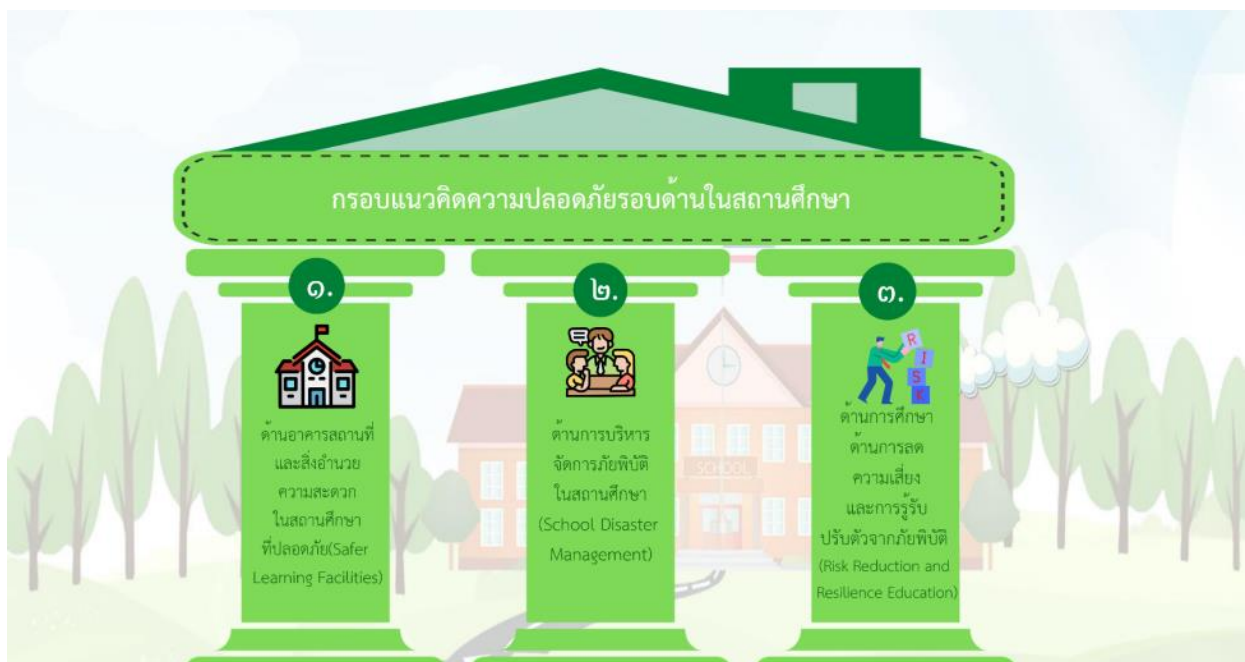 กรอบแนวคิดความปลอดภัยรอบด้านในสถานศึกษา
๑.
ด้านอาคารสถานที่
และสิ่งอำนวย
ความสะดวก
ในสถานศึกษา
ที่ปลอดภัย(Safer
Learning Facilities)
๒.
ด้านการบริหาร
จัดการภัยพิบัติ
ในสถานศึกษา
(School Disaster
Management)
๓.
R
I
S
K
ด้านการศึกษา
ด้านการลด
ความเสี่ยง
และการรู้รับ
ปรับตัวจากภัยพิบัติ
(Risk Reduction and
Resilience Education)
SCHOOL